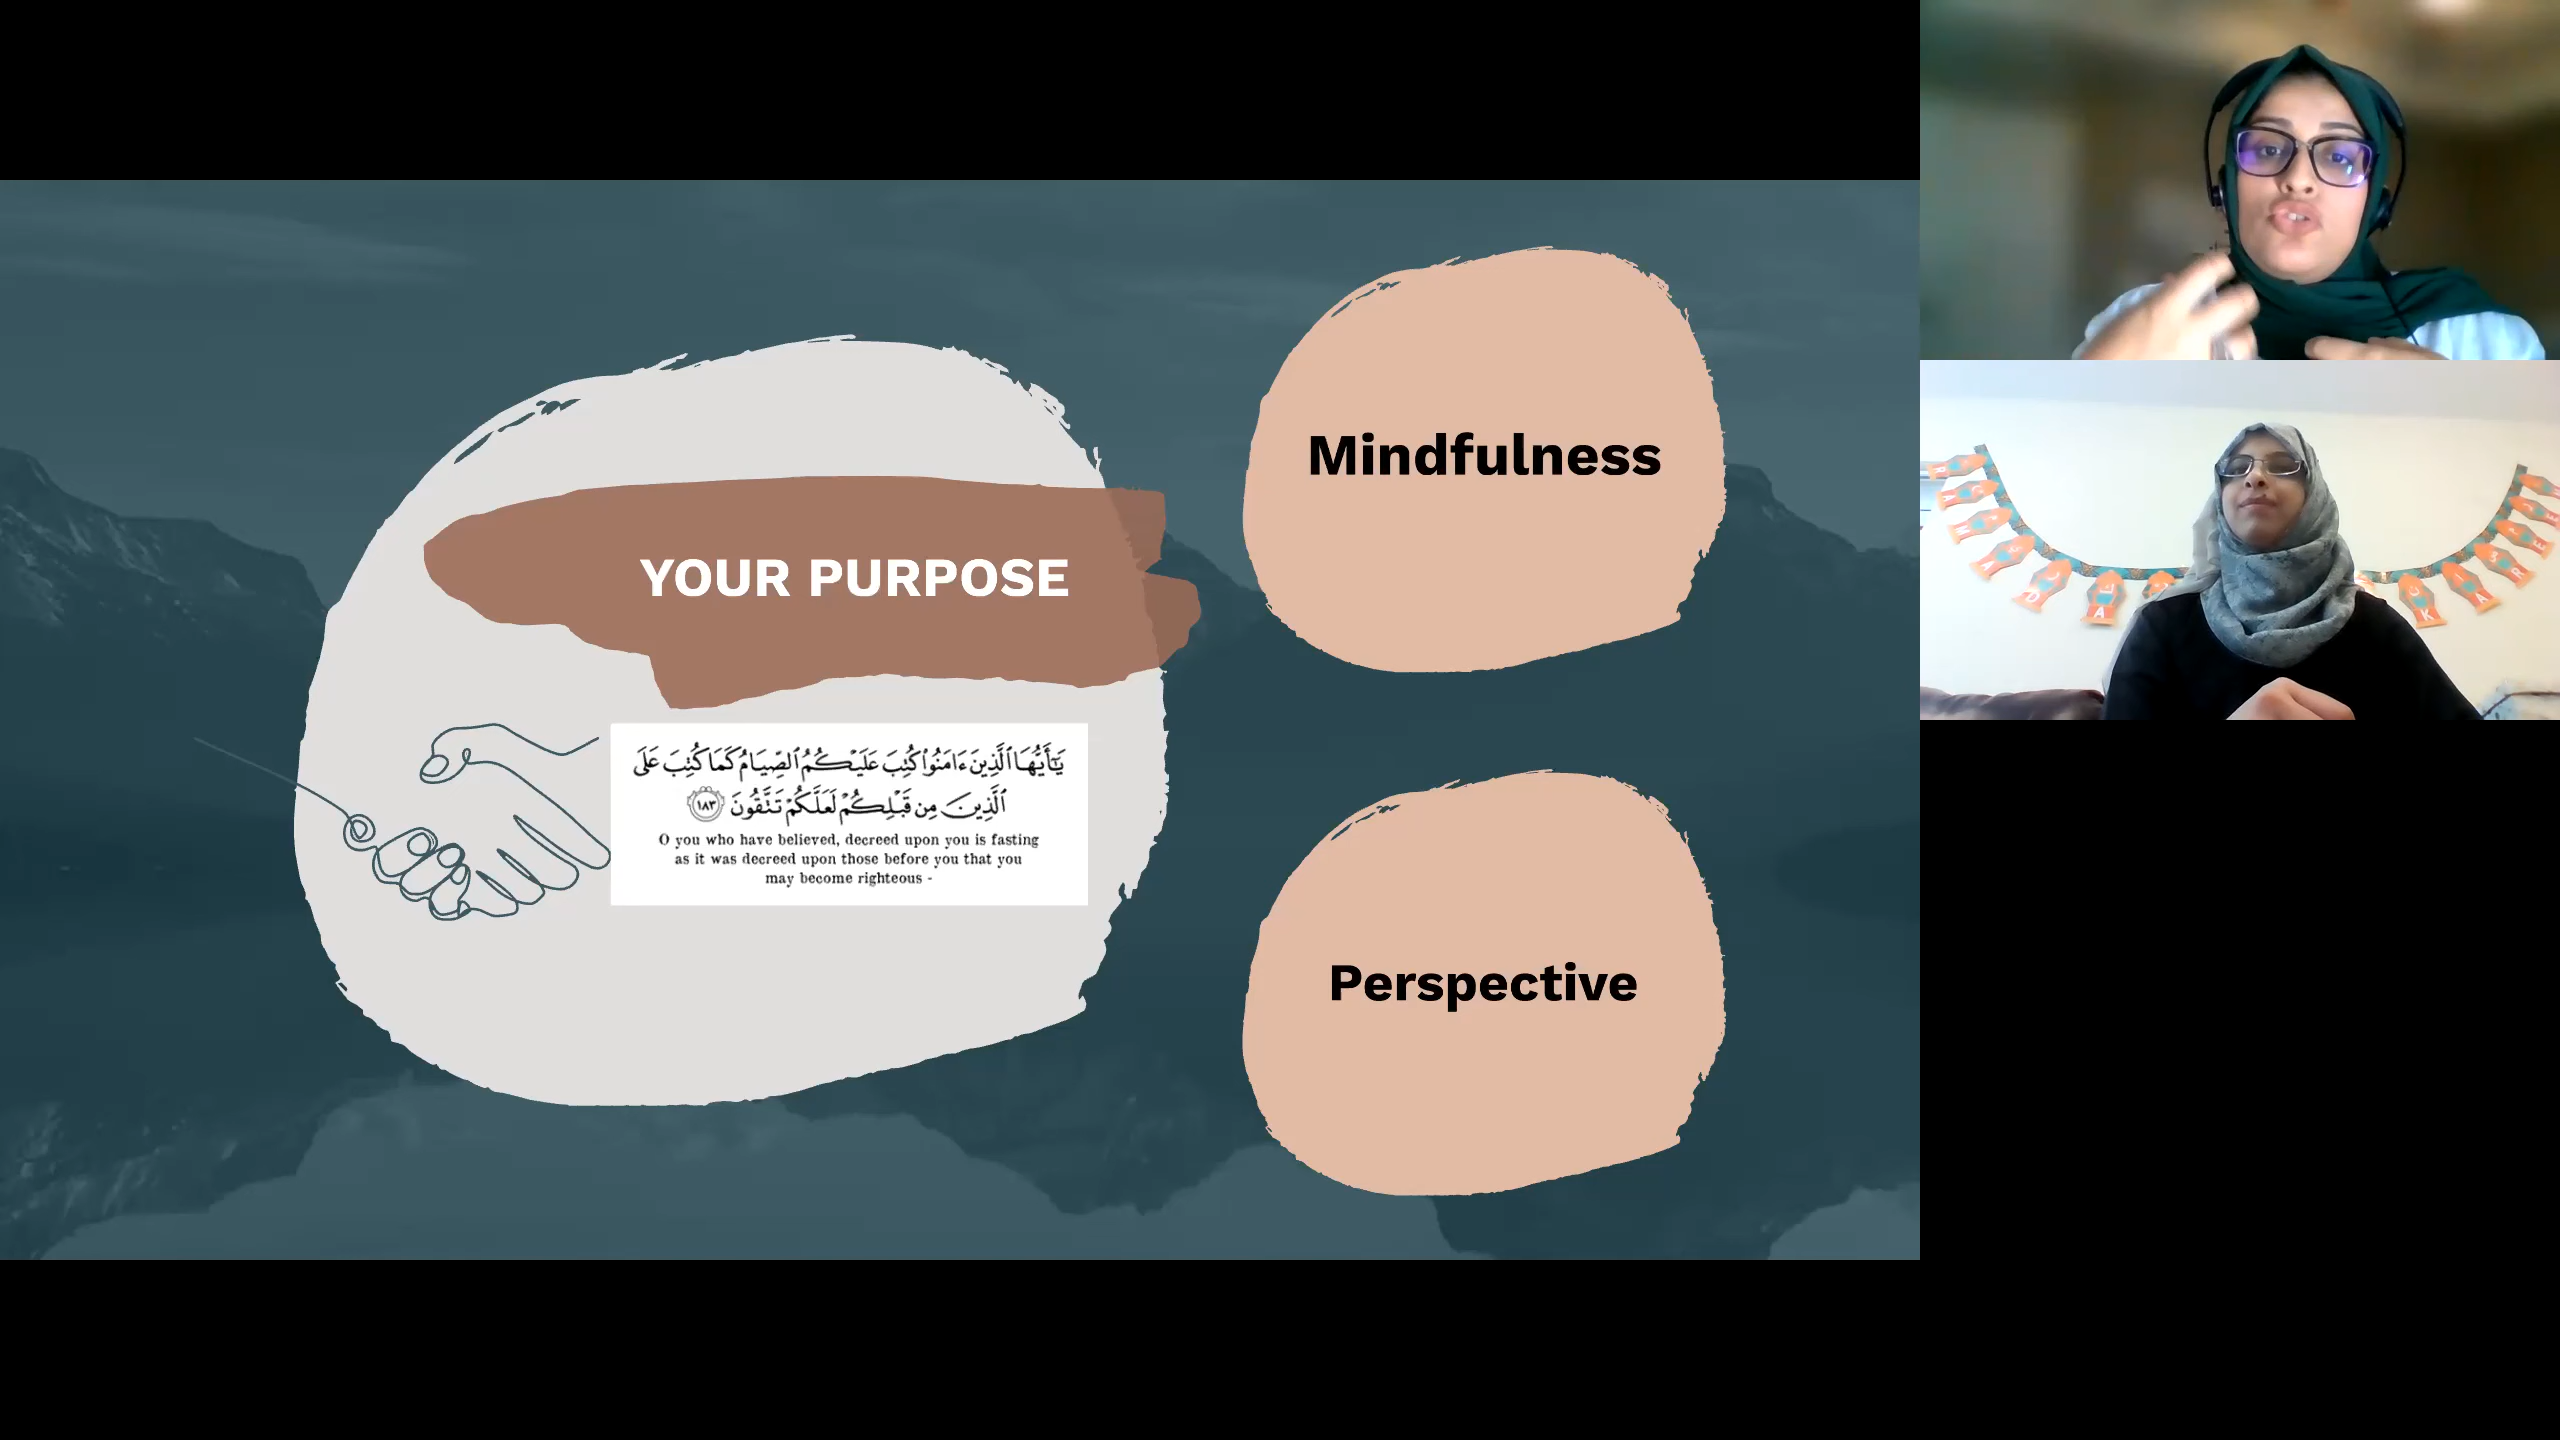 YOUR PURPOSE
يَٰٓأَيُّهَا ٱلَّذِينَ ءَامَنُوا۟ كُتِبَ عَلَيْكُمُ ٱلصِّيَامُ كَمَا كُتِبَ عَلَى
ٱلَّذِينَ مِن قَبْلِكُمْ لَعَلَّكُمْ تَتَّقُونَ ١٨٣
O you who have believed, decreed upon you is fasting
as it was decreed upon those before you that you
may become righteous -
Mindfulness
Perspective